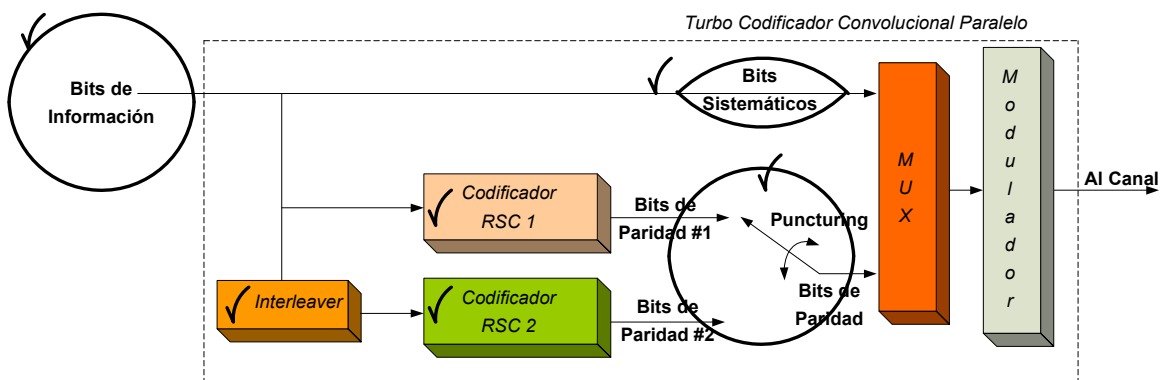 Turbo Codificador Convolucional Paralelo
Bits de
Información
Bits
Sistemáticos
M
U
X
M
o
d
u
l
a
d
o
r
Al Canal
Codificador
RSC 1
Bits de
Paridad #1
Puncturing
Bits de
Paridad
Interleaver
Codificador
RSC 2
Bits de
Paridad #2